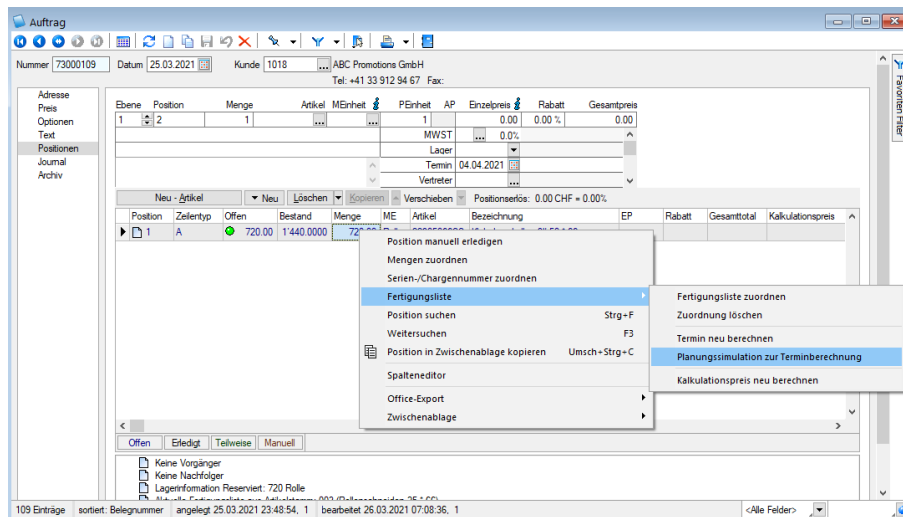 Auftrag
Nummer 73000109 Datum 25.03.2021 Kunde 1018 ... ABC Promotions GmbH
Tel: +41 33 912 94 67 Fax:
Favoriten Filter
Adresse
Preis
Optionen
Text
Positionen
Journal
Archiv
Ebene Position Menge Artikel MEinheit PEinheit AP Einzelpreis Rabatt Gesamtpreis
1 2 1 ... ... 1 0.00 0.00 % 0.00
MWST ... 0.0%
Lager
Termin 04.04.2021
Vertreter ...
Neu - Artikel Neu Löschen Kopieren Verschieben Positionserlös: 0.00 CHF = 0.00%
Position Zeilentyp Offen Bestand Menge ME Artikel Bezeichnung EP Rabatt Gesamttotal Kalkulationspreis
1 A 720.00 1'440.0000
Position manuell erledigen
Mengen zuordnen
Serien-/Chargennummer zuordnen
Fertigungsliste
Position suchen Strg+F
Weitersuchen F3
Position in Zwischenablage kopieren Umsch+Strg+C
Spalteneditor
Office-Export
Zwischenablage
Fertigungsliste zuordnen
Zuordnung löschen
Termin neu berechnen
Planungssimulation zur Terminberechnung
Kalkulationspreis neu berechnen
Offen Erledigt Teilweise Manuell
Keine Vorgänger
Keine Nachfolger
Lagerinformation Reserviert: 720 Rolle
109 Einträge sortiert: Belegnummer angelegt 25.03.2021 23:48:54, 1 bearbeitet 26.03.2021 07:08:36, 1 <Alle Felder>